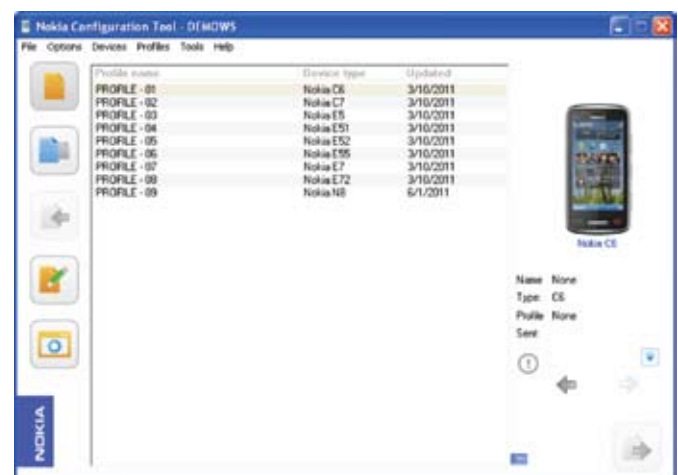 Nokia Configuration Tool - DEMOWS
File Options Devices Profiles Tools Help
Profile name Device type Updated
PROFILE - 01 Nokia C6 3/10/2011
PROFILE - 02 Nokia C7 3/10/2011
PROFILE - 03 Nokia E5 3/10/2011
PROFILE - 04 Nokia E51 3/10/2011
PROFILE - 05 Nokia E52 3/10/2011
PROFILE - 06 Nokia E55 3/10/2011
PROFILE - 07 Nokia E7 3/10/2011
PROFILE - 08 Nokia E72 3/10/2011
PROFILE - 09 Nokia N8 6/1/2011
Nokia C6
Name None
Type C6
Profile None
Sent
NOKIA